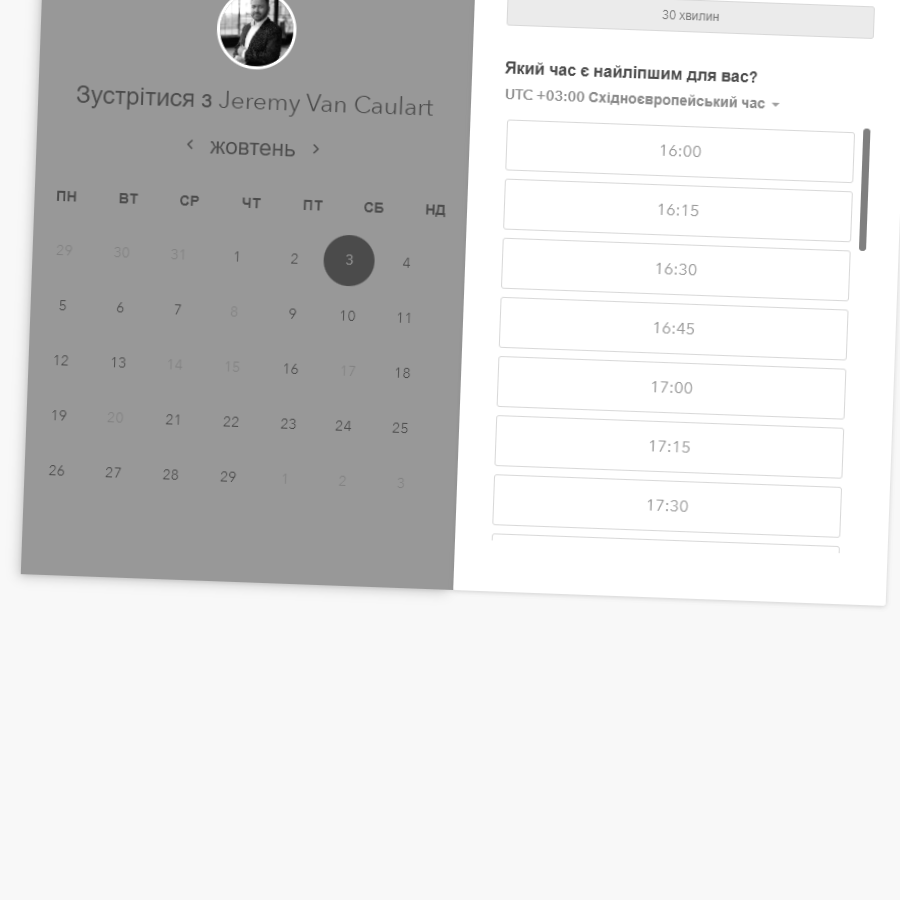 30 хвилин
Зустрітися з Jeremy Van Caulart
жовтень
ПН ВТ СР ЧТ ПТ СБ НД
29 30 31 1 2 3 4
5 6 7 8 9 10 11
12 13 14 15 16 17 18
19 20 21 22 23 24 25
26 27 28 29 1 2 3
Який час є найліпшим для вас?
UTC +03:00 Східноєвропейський час
16:00
16:15
16:30
16:45
17:00
17:15
17:30